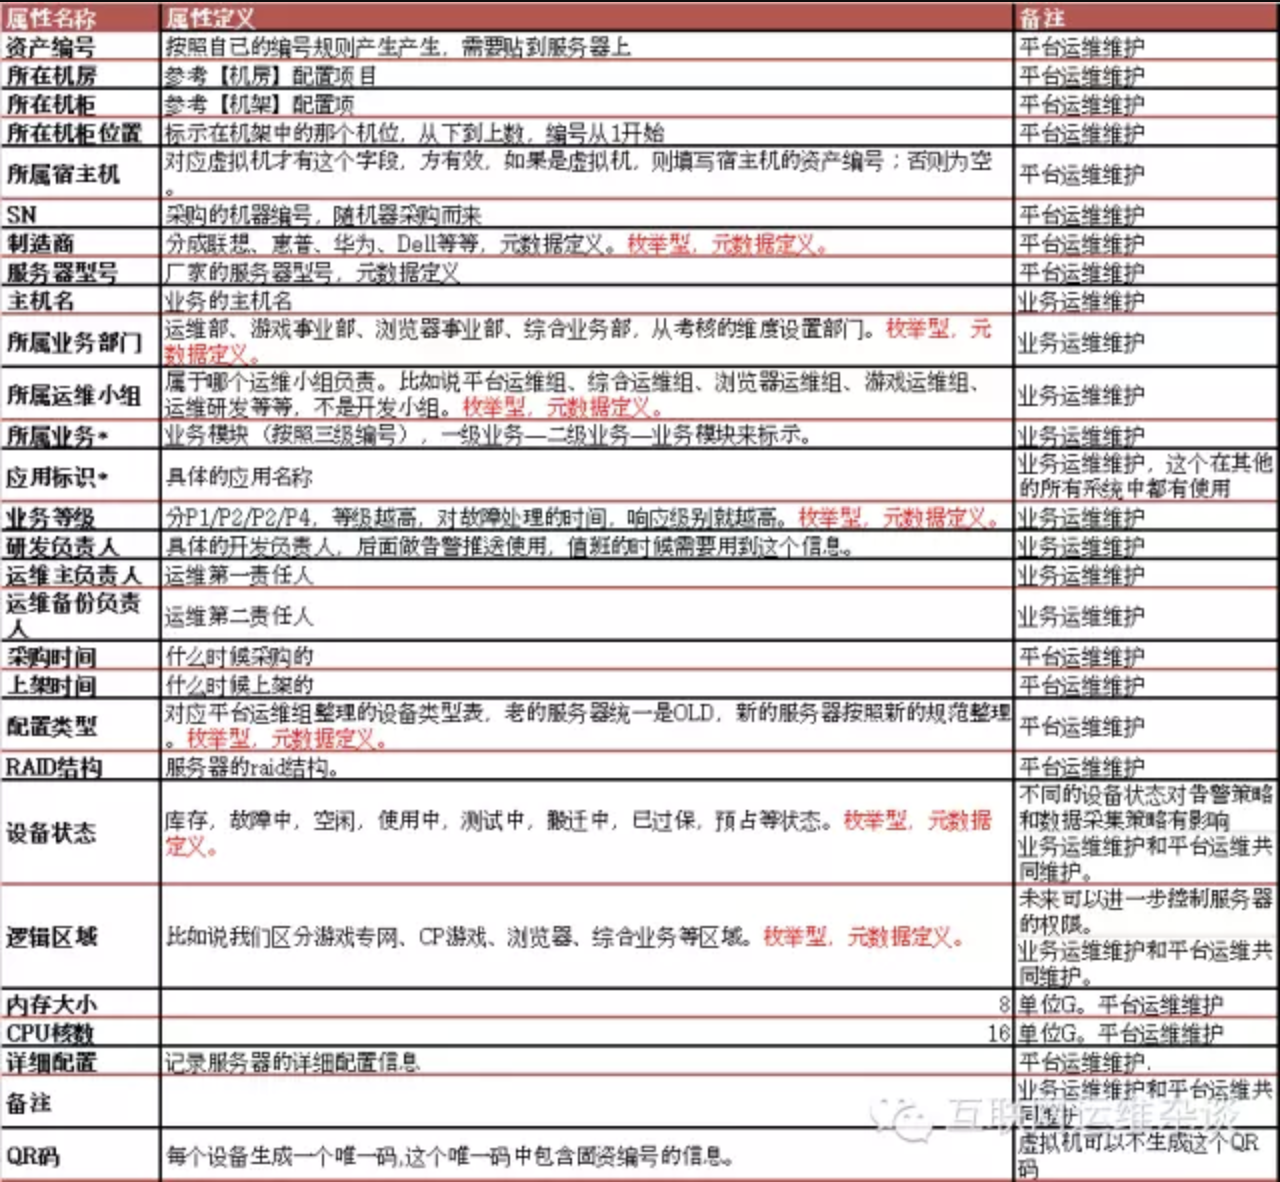 属性名称 属性定义 备注
资产编号 按照自己的编号规则产生产生，需要贴到服务器上 平台运维维护
所在机房 参考【机房】配置项目 平台运维维护
所在机柜 参考【机架】配置项 平台运维维护
所在机柜位置 标示在机架中的那个机位，从下到上数，编号从1开始 平台运维维护
所属宿主机 对应虚拟机才有这个字段，方有效，如果是虚拟机，则填写宿主机的资产编号；否则为空
。 平台运维维护
SN 采购的机器编号，随机器采购而来 平台运维维护
制造商 分成联想、惠普、华为、Dell等等，元数据定义。枚举型，元数据定义。 平台运维维护
服务器型号 厂家的服务器型号，元数据定义 平台运维维护
主机名 业务的主机名 业务运维维护
所属业务部门 运维部、游戏事业部、浏览器事业部、综合业务部，从考核的维度设置部门。枚举型，元
数据定义。 业务运维维护
所属运维小组 属于哪个运维小组负责。比如说平台运维组、综合运维组、浏览器运维组、游戏运维组、
运维研发等等，不是开发小组。枚举型，元数据定义。 业务运维维护
所属业务* 业务模块（按照三级编号），一级业务—二级业务—业务模块来标示。 业务运维维护
应用标识* 具体的应用名称 业务运维维护，这个在其他
的所有系统中都有使用
业务等级 分P1/P2/P2/P4，等级越高，对故障处理的时间，响应级别就越高。枚举型，元数据定义。 业务运维维护
研发负责人 具体的开发负责人，后面做告警推送使用，值班的时候需要用到这个信息。 业务运维维护
运维主负责人 运维第一责任人 业务运维维护
运维备份负责
人 运维第二责任人 业务运维维护
采购时间 什么时候采购的 平台运维维护
上架时间 什么时候上架的 平台运维维护
配置类型 对应平台运维组整理的设备类型表，老的服务器统一是OLD，新的服务器按照新的规范整理
。枚举型，元数据定义。 平台运维维护
RAID结构 服务器的raid结构。 平台运维维护
设备状态 库存，故障中，空闲，使用中，测试中，搬迁中，已过保，预占等状态。枚举型，元数据
定义。 不同的设备状态对告警策略
和数据采集策略有影响
业务运维维护和平台运维共
同维护。
逻辑区域 比如说我们区分游戏专网、CP游戏、浏览器、综合业务等区域。枚举型，元数据定义。 未来可以进一步控制服务器
的权限。
业务运维维护和平台运维共
同维护。
内存大小 8 单位G。平台运维维护
CPU核数 16 单位G。平台运维维护
详细配置 记录服务器的详细配置信息 平台运维维护.
备注 业务运维维护和平台运维共
同维护
互联网运维杂谈
QR码 每个设备生成一个唯一码,这个唯一码中包含固资编号的信息。 虚拟机可以不生成这个QR
码